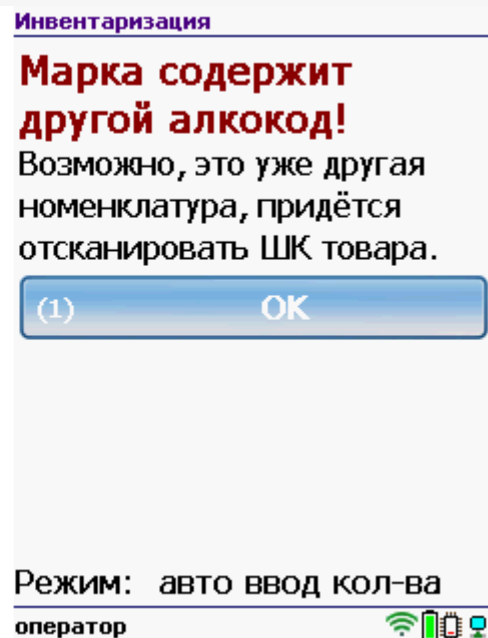 Инвентаризация
Марка содержит
другой алкокод!
Возможно, это уже другая
номенклатура, придётся
отсканировать ШК товара.
(1) OK
Режим: авто ввод кол-ва
оператор